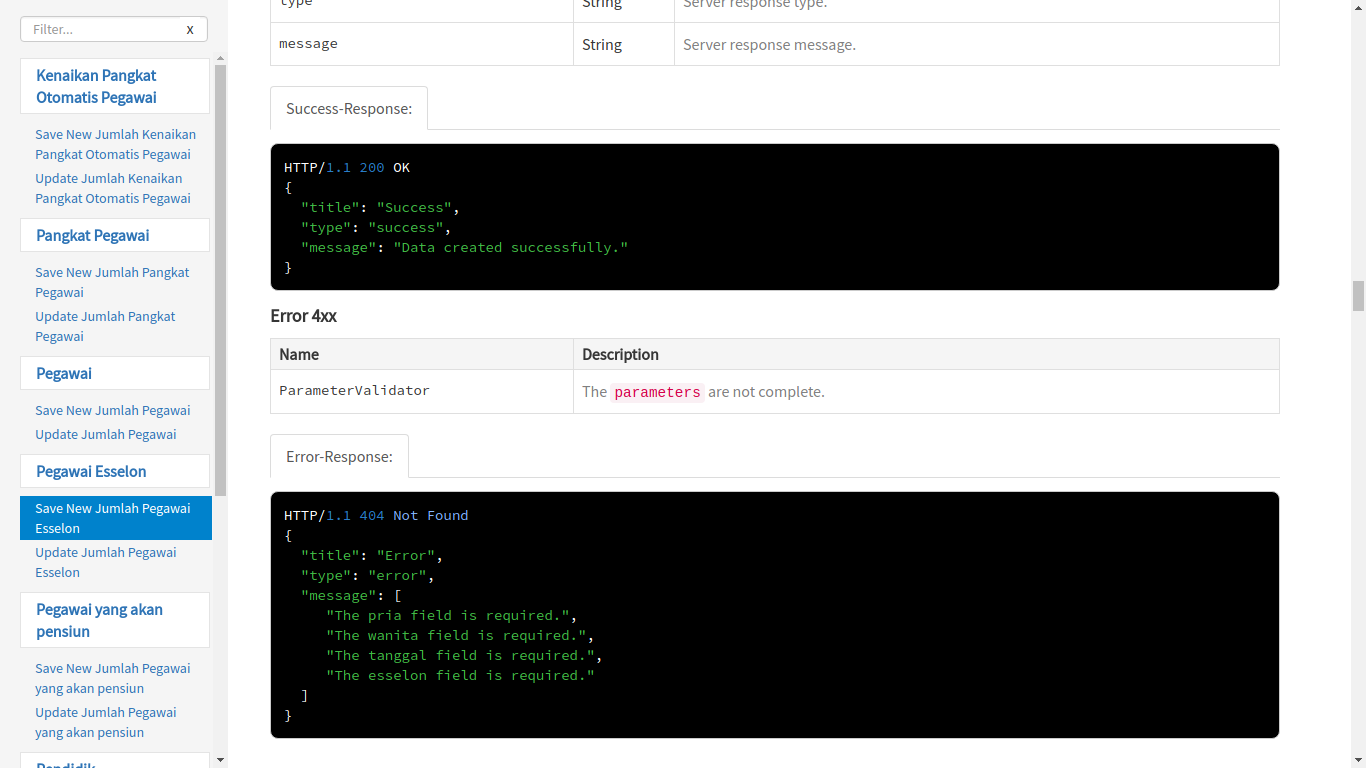 Filter...
x
Kenaikan Pangkat
Otomatis Pegawai
Save New Jumlah Kenaikan
Pangkat Otomatis Pegawai
Update Jumlah Kenaikan
Pangkat Otomatis Pegawai
Pangkat Pegawai
Save New Jumlah Pangkat
Pegawai
Update Jumlah Pangkat
Pegawai
Pegawai
Save New Jumlah Pegawai
Update Jumlah Pegawai
Pegawai Esselon
Save New Jumlah Pegawai
Esselon
Update Jumlah Pegawai
Esselon
Pegawai yang akan
pensiun
Save New Jumlah Pegawai
yang akan pensiun
Update Jumlah Pegawai
yang akan pensiun
Pendidik
type String Server response type.
message String Server response message.
Success-Response:
HTTP/1.1 200 OK
{
  "title": "Success",
  "type": "success",
  "message": "Data created successfully."
}
Error 4xx
Name Description
ParameterValidator The parameters are not complete.
Error-Response:
HTTP/1.1 404 Not Found
{
  "title": "Error",
  "type": "error",
  "message": [
     "The pria field is required.",
     "The wanita field is required.",
     "The tanggal field is required.",
     "The esselon field is required."
  ]
}